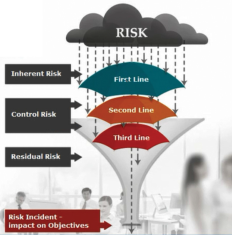 RISK
Inherent Risk
First Line
Control Risk
Second Line
Third Line
Residual Risk
Risk Incident -
impact on Objectives